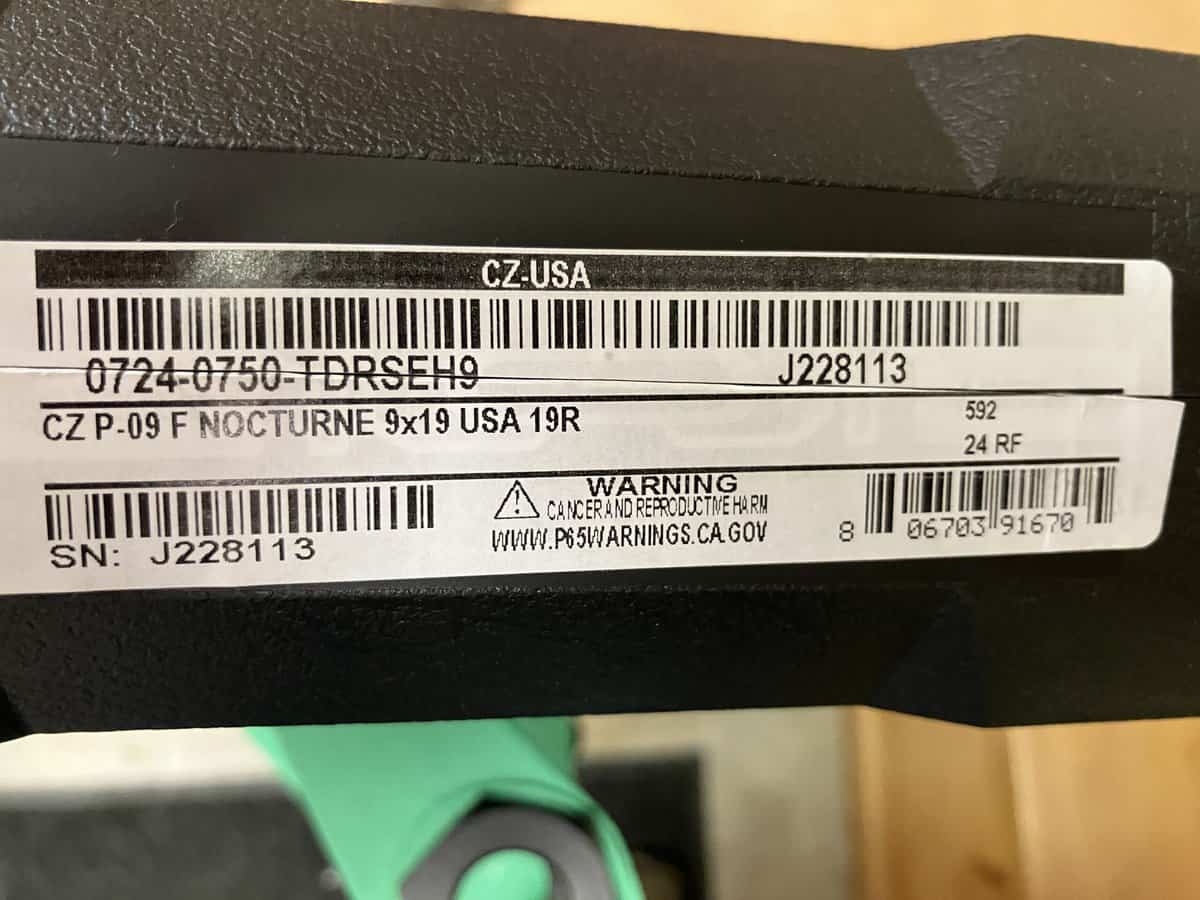 CZ-USA
0724-0750-TDRSEH9 J228113
CZ P-09 F NOCTURNE 9x19 USA 19R 592
24 RF
WARNING
CANCER AND REPRODUCTIVE HARM
WWW.P65WARNINGS.CA.GOV
SN: J228113
8 06703 91670